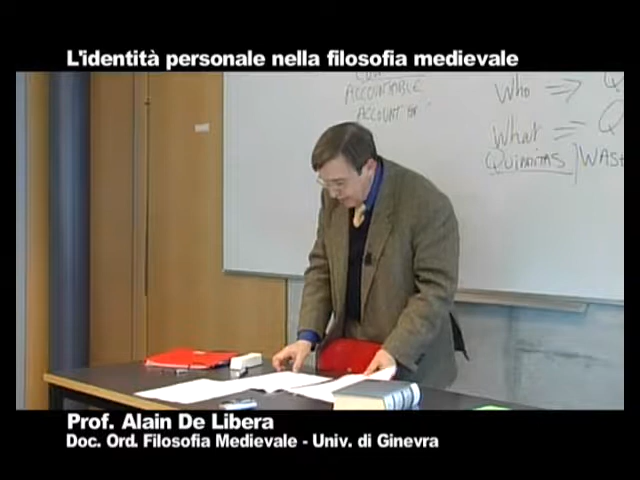 L'identità personale nella filosofia medievale
ACCOUNTABLE
ACCOUNT OF
Who =>
What =
QUIDDITAS
Prof. Alain De Libera
Doc. Ord. Filosofia Medievale - Univ. di Ginevra